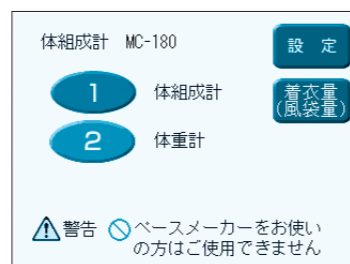 体組成計 MC-180
設 定
1 体組成計
着衣量
(風袋量)
2 体重計
警告 ペースメーカーをお使い
の方はご使用できません